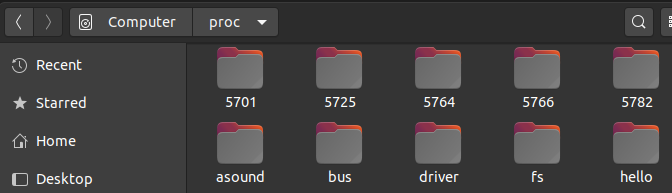 Computer proc
Recent
Starred
Home
Desktop
5701 5725 5764 5766 5782
asound bus driver fs hello